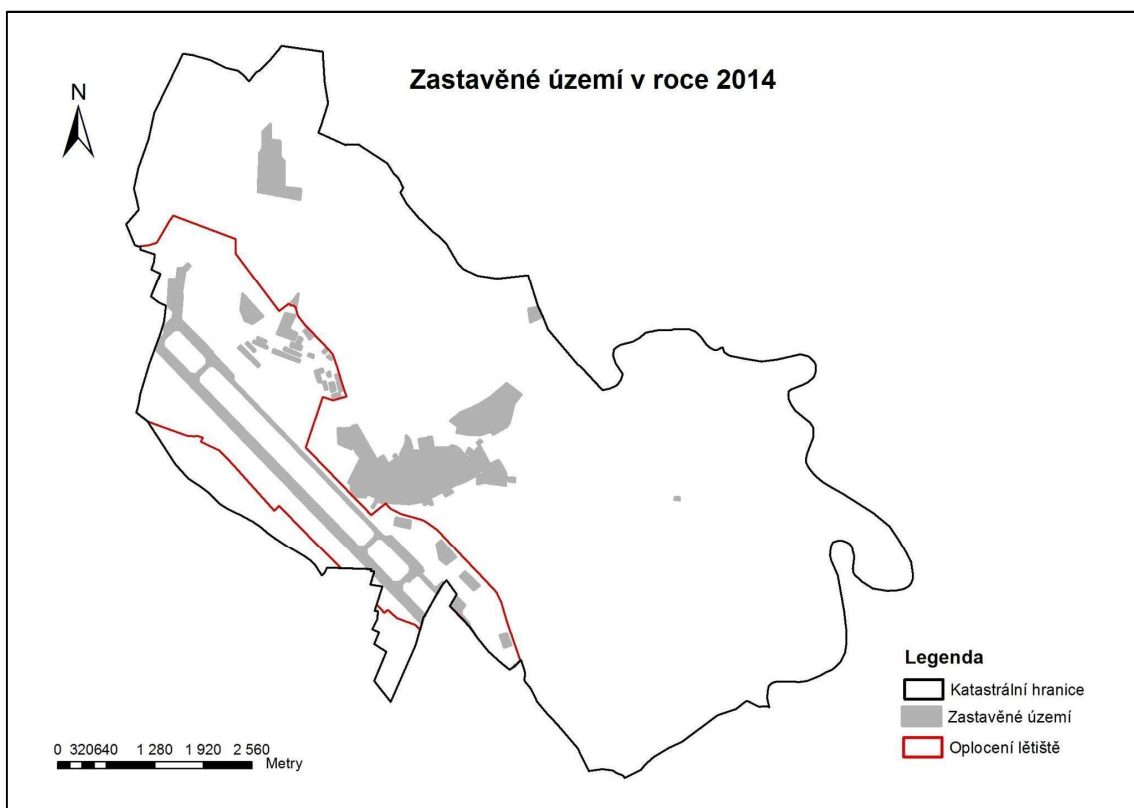 Zastavěné území v roce 2014
N
Legenda
Katastrální hranice
Zastavěné území
Oplocení lětiště
0 320640 1 280 1 920 2 560
Metry